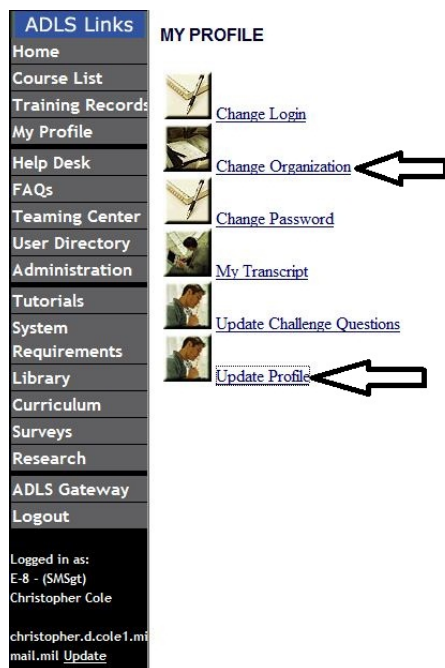 ADLS Links
Home
Course List
Training Records
My Profile
Help Desk
FAQs
Teaming Center
User Directory
Administration
Tutorials
System
Requirements
Library
Curriculum
Surveys
Research
ADLS Gateway
Logout
Logged in as:
E-8 - (SMSgt)
Christopher Cole
christopher.d.cole1.mi
mail.mil Update
MY PROFILE
Change Login
Change Organization
Change Password
My Transcript
Update Challenge Questions
Update Profile